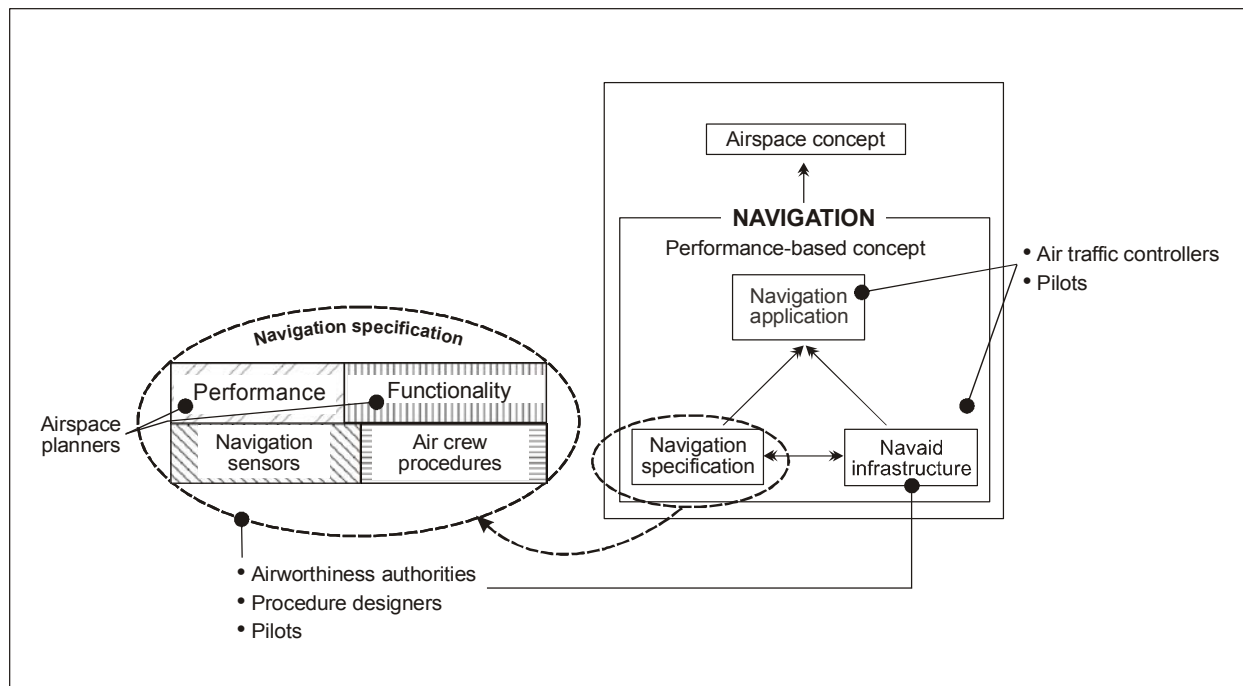 Airspace concept
NAVIGATION
Performance-based concept
Navigation
application
• Air traffic controllers
• Pilots
Navigation specification
Performance
Functionality
Airspace
planners
Navigation
sensors
Air crew
procedures
Navigation
specification
Navaid
infrastructure
• Airworthiness authorities
• Procedure designers
• Pilots